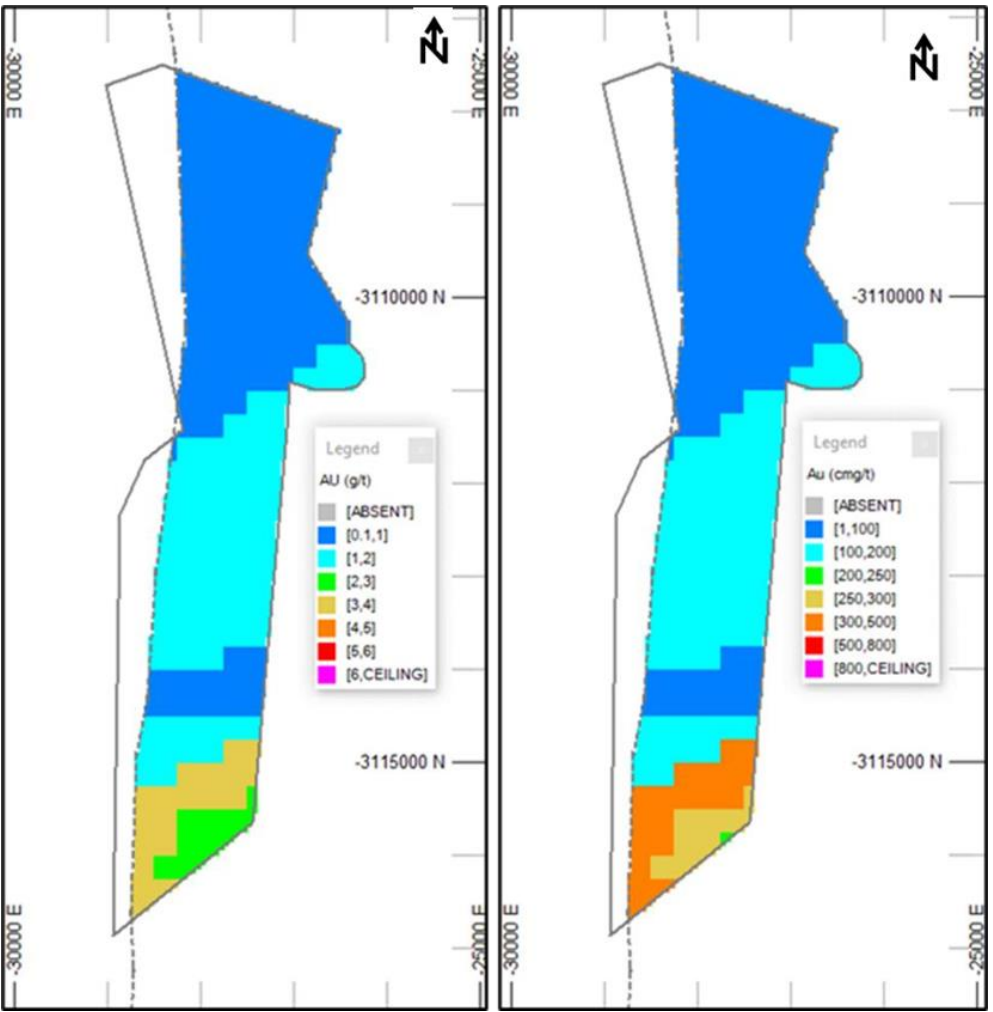 N
N
-30000 E
-25000 E
-30000 E
-25000 E
-3110000 N
-3110000 N
Legend
AU (g/t)
[ABSENT]
[0.1,1]
[1,2]
[2,3]
[3,4]
[4,5]
[5,6]
[6,CEILING]
Legend
Au (cmg/t)
[ABSENT]
[1,100]
[100,200]
[200,250]
[250,300]
[300,500]
[500,800]
[800,CEILING]
-3115000 N
-3115000 N
-30000 E
-25000 E
-30000 E
-25000 E